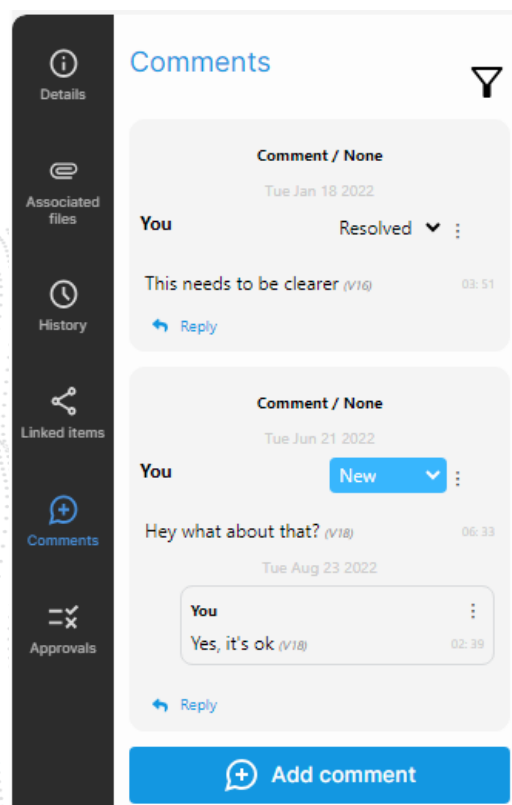 Details
Associated
files
History
Linked items
Comments
Approvals
Comments
Comment / None
Tue Jan 18 2022
You Resolved
This needs to be clearer (V16) 03:51
Reply
Comment / None
Tue Jun 21 2022
You New
Hey what about that? (V18) 06:33
Tue Aug 23 2022
You
Yes, it's ok (V18) 02:39
Reply
Add comment